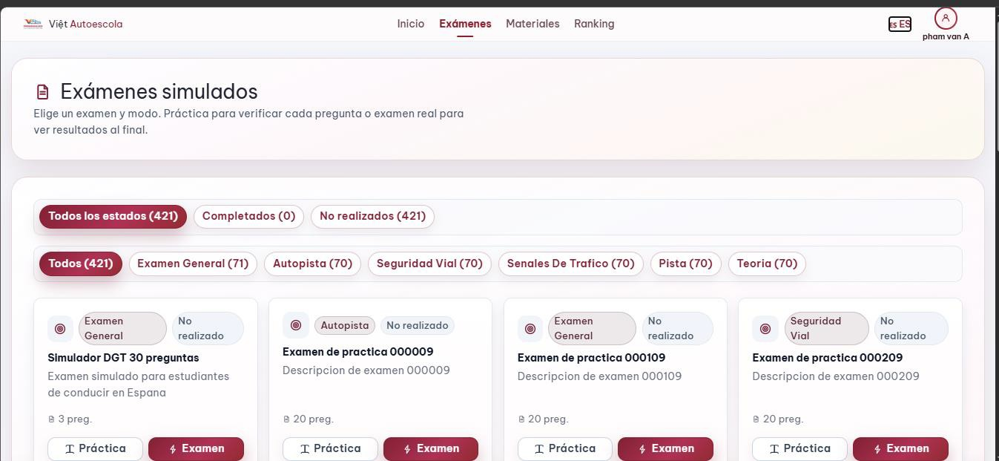 Việt Autoescola
Inicio Exámenes Materiales Ranking
ES ES
pham van A
Exámenes simulados
Elige un examen y modo. Práctica para verificar cada pregunta o examen real para
ver resultados al final.
Todos los estados (421) Completados (0) No realizados (421)
Todos (421) Examen General (71) Autopista (70) Seguridad Vial (70) Senales De Trafico (70) Pista (70) Teoria (70)
Examen
General
No
realizado
Simulador DGT 30 preguntas
Examen simulado para estudiantes
de conducir en Espana
3 preg.
Práctica Examen
Autopista No realizado
Examen de practica 000009
Descripcion de examen 000009
20 preg.
Práctica Examen
Examen
General
No
realizado
Examen de practica 000109
Descripcion de examen 000109
20 preg.
Práctica Examen
Seguridad
Vial
No
realizado
Examen de practica 000209
Descripcion de examen 000209
20 preg.
Práctica Examen